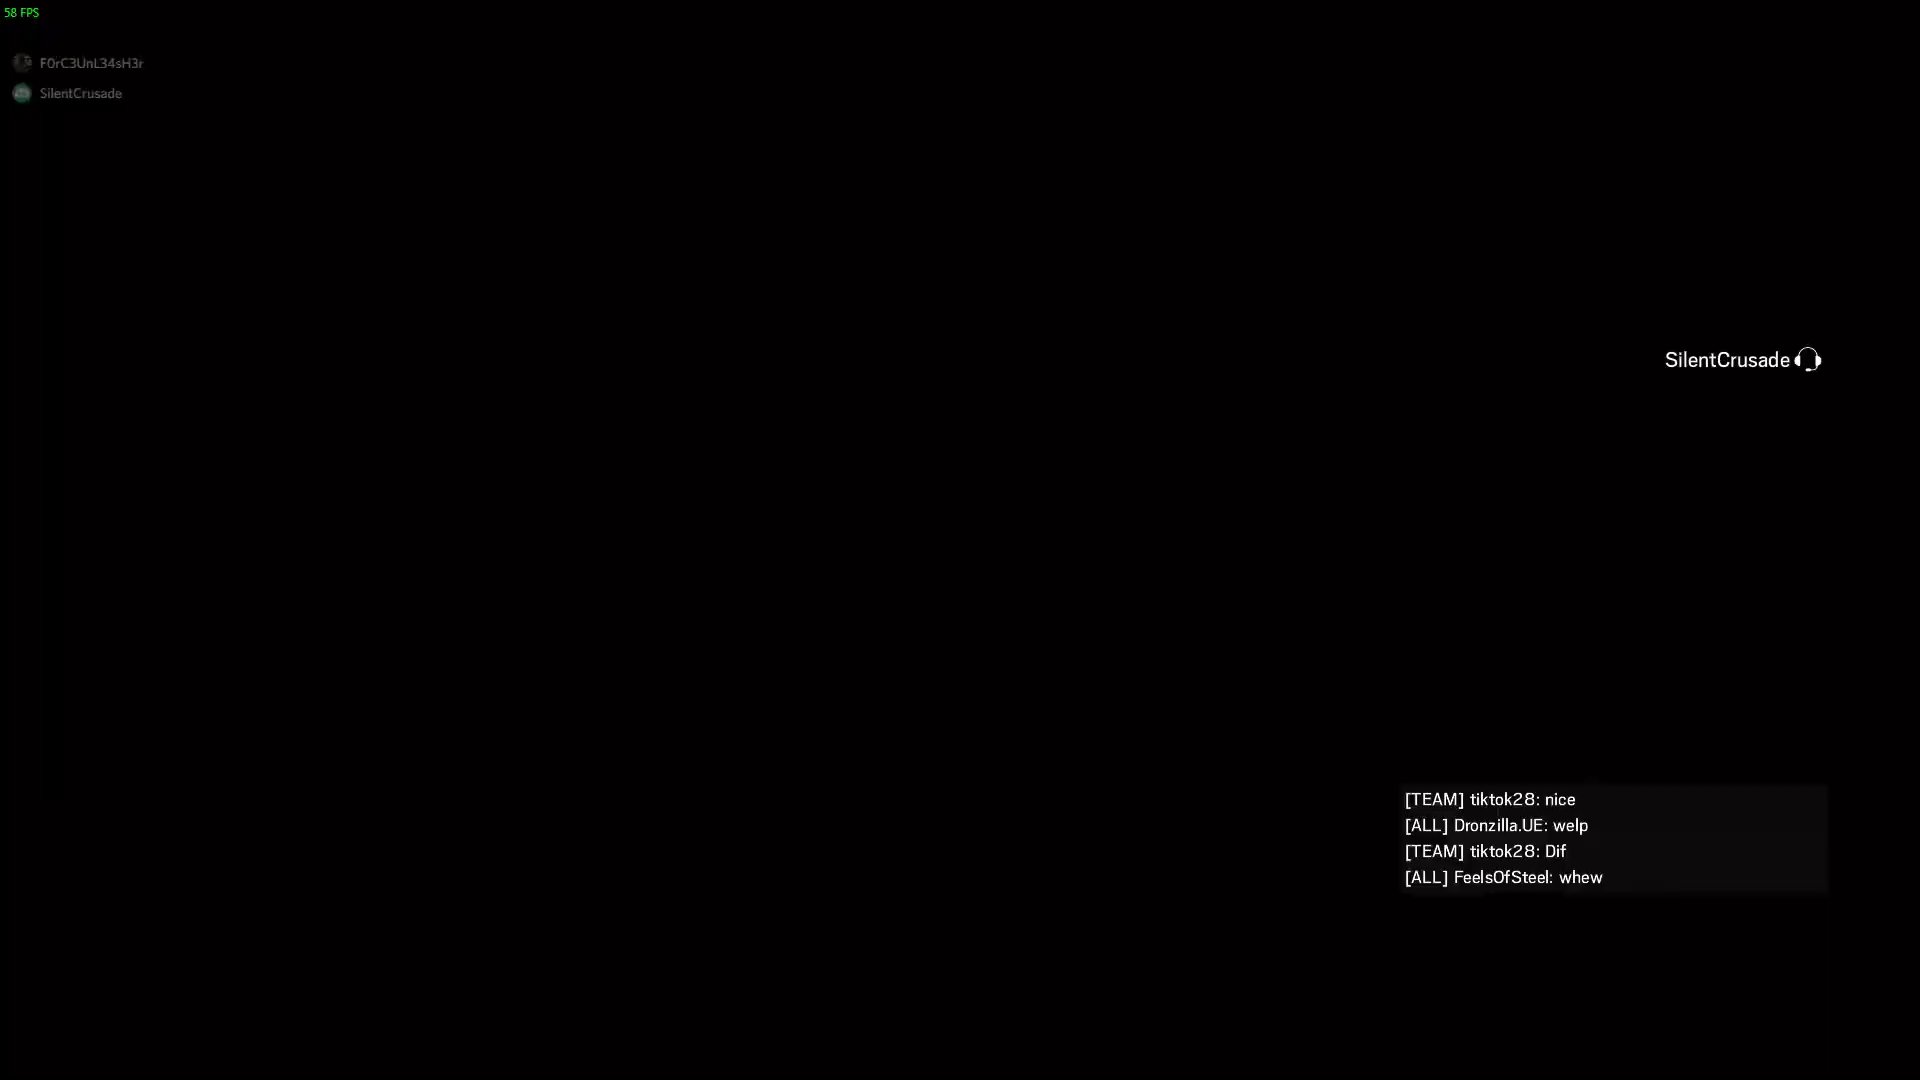 58 FPS
F0rC3UnL34sH3r
SilentCrusade
SilentCrusade
[TEAM] tiktok28: nice
[ALL] Dronzilla.UE: welp
[TEAM] tiktok28: Dif
[ALL] FeelsOfSteel: whew